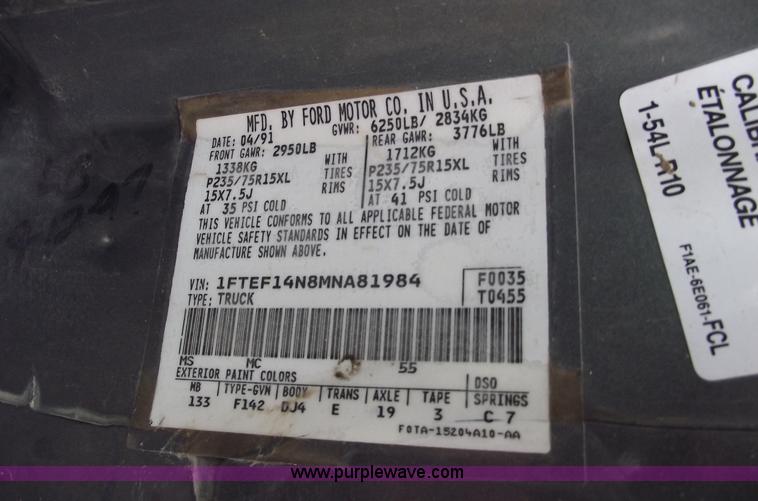 MFD. BY FORD MOTOR CO. IN U.S.A.
DATE: 04/91 GVWR: 6250LB/ 2834KG
FRONT GAWR: 2950LB REAR GAWR: 3776LB
1338KG WITH 1712KG WITH
P235/75R15XL TIRES P235/75R15XL TIRES
15X7.5J RIMS 15X7.5J RIMS
AT 35 PSI COLD AT 41 PSI COLD
THIS VEHICLE CONFORMS TO ALL APPLICABLE FEDERAL MOTOR
VEHICLE SAFETY STANDARDS IN EFFECT ON THE DATE OF
MANUFACTURE SHOWN ABOVE.
VIN: 1FTEF14N8MNA81984 F0035
TYPE: TRUCK T0455
MS MC 55
EXTERIOR PAINT COLORS DSO
WB TYPE-GVW BODY TRANS AXLE TAPE SPRINGS
133 F142 DJ4 E 19 3 C 7
F0TA-15204A10-AA
CALIBR
ÉTALONNAGE
1-54L-R10
F1AE-6E061-FCL
www.purplewave.com